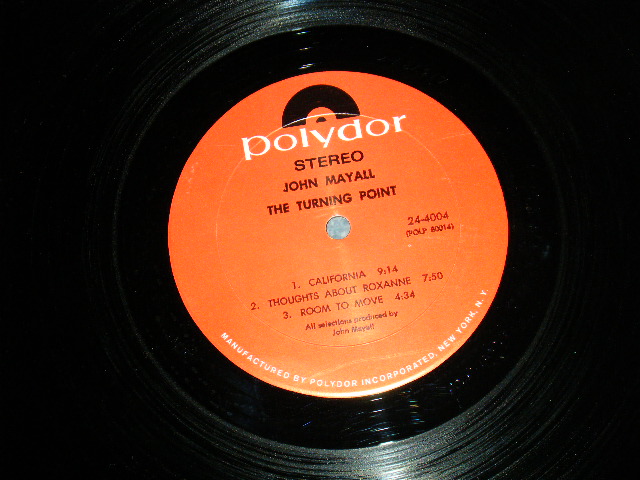 polydor
STEREO
JOHN MAYALL
THE TURNING POINT
24-4004
(POLP 80014)
1. CALIFORNIA 9:14
2. THOUGHTS ABOUT ROXANNE 7:50
3. ROOM TO MOVE 4:34
All selections produced by
John Mayall
MANUFACTURED BY POLYDOR INCORPORATED, NEW YORK, N.Y.